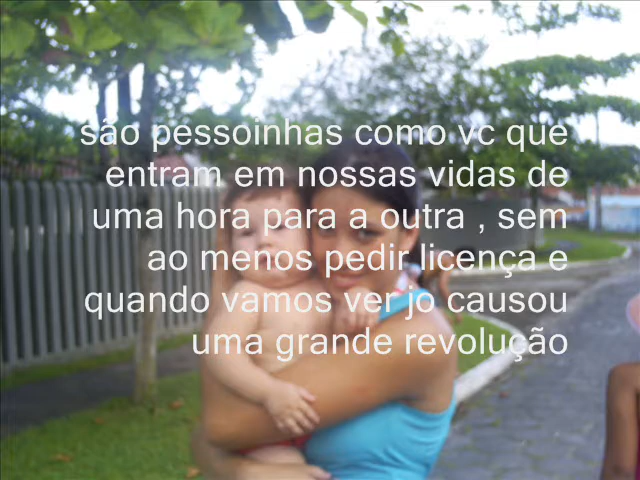 são pessoinhas como vc que
entram em nossas vidas de
uma hora para a outra , sem
ao menos pedir licença e
quando vamos ver jo causou
uma grande revolução